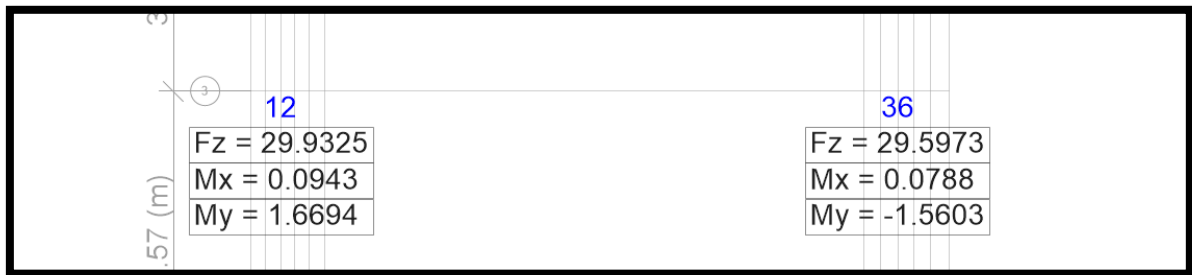 3
3
12
36
Fz = 29.9325
Fz = 29.5973
Mx = 0.0943
Mx = 0.0788
My = 1.6694
My = -1.5603
.57 (m)